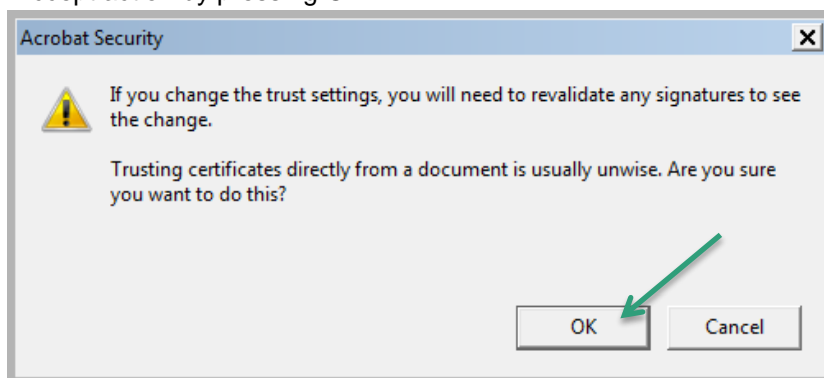 Acrobat Security
If you change the trust settings, you will need to revalidate any signatures to see
the change.
Trusting certificates directly from a document is usually unwise. Are you sure
you want to do this?
OK
Cancel